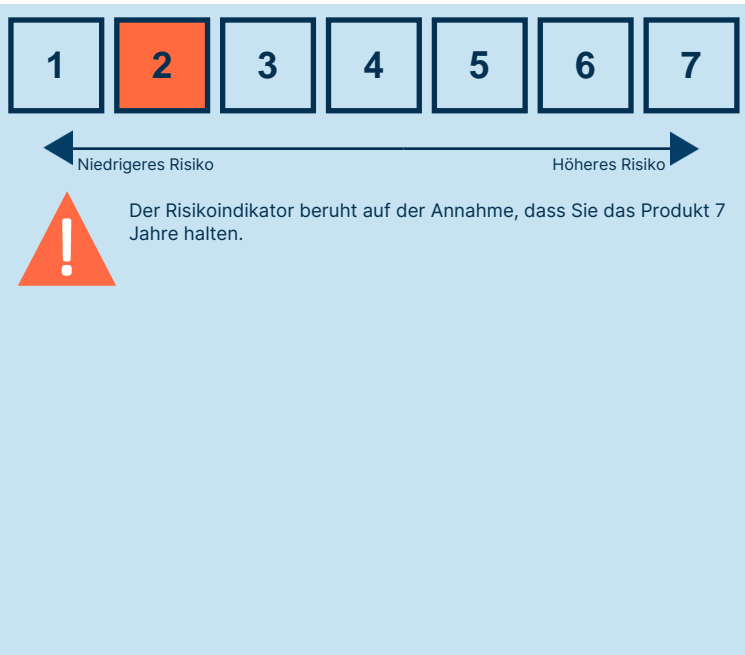 1 2 3 4 5 6 7
Niedrigeres Risiko Höheres Risiko
!
Der Risikoindikator beruht auf der Annahme, dass Sie das Produkt 7
Jahre halten.